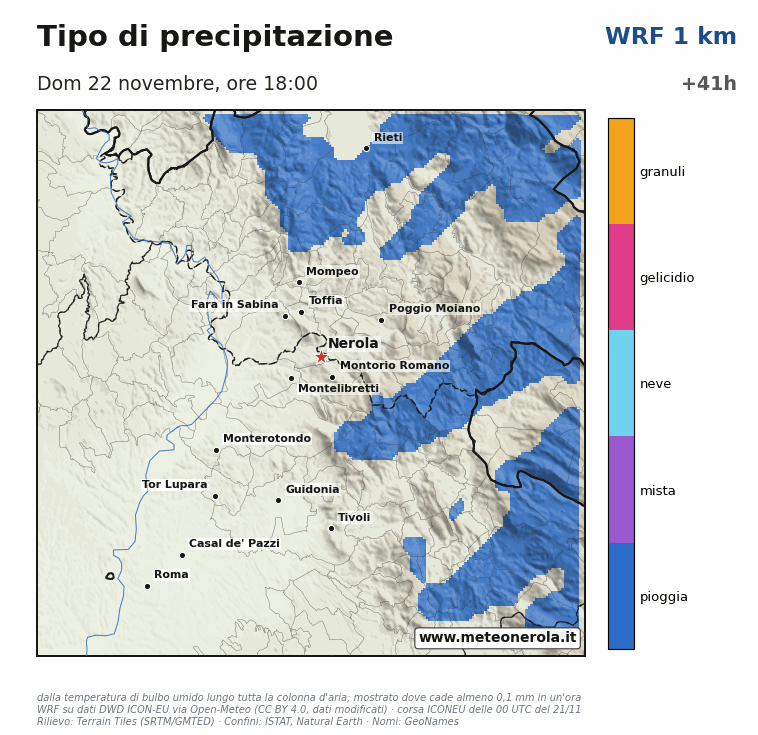 Tipo di precipitazione
WRF 1 km
Dom 22 novembre, ore 18:00
+41h
Rieti
Mompeo
Fara in Sabina
Toffia
Poggio Moiano
Nerola
Montorio Romano
Montelibretti
Monterotondo
Tor Lupara
Guidonia
Tivoli
Casal de' Pazzi
Roma
www.meteonerola.it
granuli
gelicidio
neve
mista
pioggia
dalla temperatura di bulbo umido lungo tutta la colonna d'aria; mostrato dove cade almeno 0,1 mm in un'ora
WRF su dati DWD ICON-EU via Open-Meteo (CC BY 4.0, dati modificati) · corsa ICONEU delle 00 UTC del 21/11
Rilievo: Terrain Tiles (SRTM/GMTED) · Confini: ISTAT, Natural Earth · Nomi: GeoNames